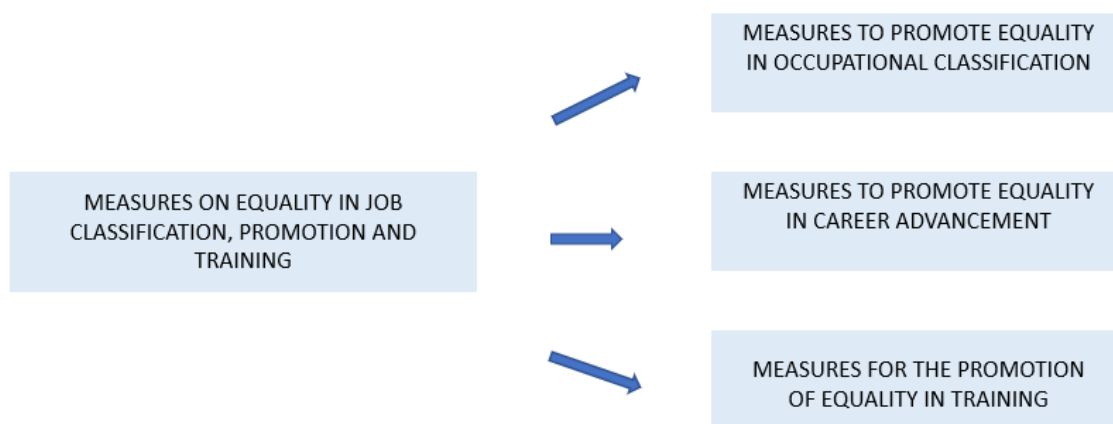 MEASURES ON EQUALITY IN JOB
CLASSIFICATION, PROMOTION AND
TRAINING
MEASURES TO PROMOTE EQUALITY
IN OCCUPATIONAL CLASSIFICATION
MEASURES TO PROMOTE EQUALITY
IN CAREER ADVANCEMENT
MEASURES FOR THE PROMOTION
OF EQUALITY IN TRAINING